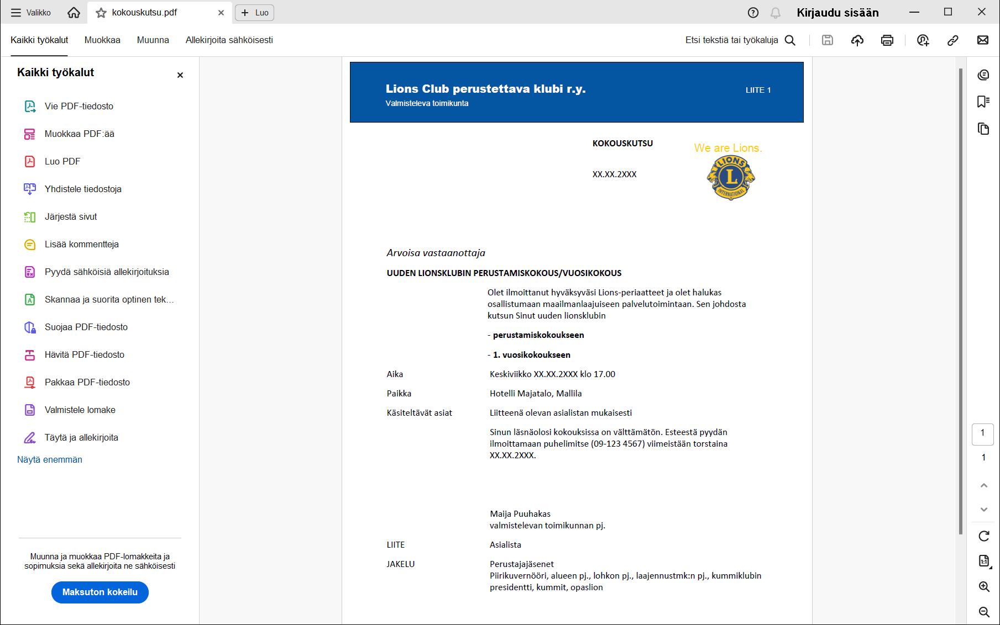 Valikko
kokouskutsu.pdf
Luo
Kirjaudu sisään
Kaikki työkalut
Muokkaa
Muunna
Allekirjoita sähköisesti
Etsi tekstiä tai työkaluja
Kaikki työkalut
Vie PDF-tiedosto
Muokkaa PDF:ää
Luo PDF
Yhdistele tiedostoja
Järjestä sivut
Lisää kommentteja
Pyydä sähköisiä allekirjoituksia
Skannaa ja suorita optinen tek...
Suojaa PDF-tiedosto
Hävitä PDF-tiedosto
Pakkaa PDF-tiedosto
Valmistele lomake
Täytä ja allekirjoita
Näytä enemmän
Muunna ja muokkaa PDF-lomakkeita ja
sopimuksia sekä allekirjoita ne sähköisesti
Maksuton kokeilu
Lions Club perustettava klubi r.y.
LIITE 1
Valmisteleva toimikunta
KOKOUSKUTSU
We are Lions.
XX.XX.2XXX
LIONS
L
INTERNATIONAL
Arvoisa vastaanottaja
UUDEN LIONSKLUBIN PERUSTAMISKOKOUS/VUOSIKOKOUS
Olet ilmoittanut hyväksyväsi Lions-periaatteet ja olet halukas
osallistumaan maailmanlaajuiseen palvelutoimintaan. Sen johdosta
kutsun Sinut uuden lionsklubin
- perustamiskokoukseen
- 1. vuosikokoukseen
Aika Keskiviikko XX.XX.2XXX klo 17.00
Paikka Hotelli Majatalo, Mallila
Käsiteltävät asiat Liitteenä olevan asialistan mukaisesti
Sinun läsnäolosi kokouksissa on välttämätön. Esteestä pyydän
ilmoittamaan puhelimitse (09-123 4567) viimeistään torstaina
XX.XX.2XXX.
Maija Puuhakas
valmistelevan toimikunnan pj.
LIITE Asialista
JAKELU Perustajajäsenet
Piirikuvernööri, alueen pj., lohkon pj., laajennustmk:n pj., kummiklubin
presidentti, kummit, opaslion
1
1
1:1